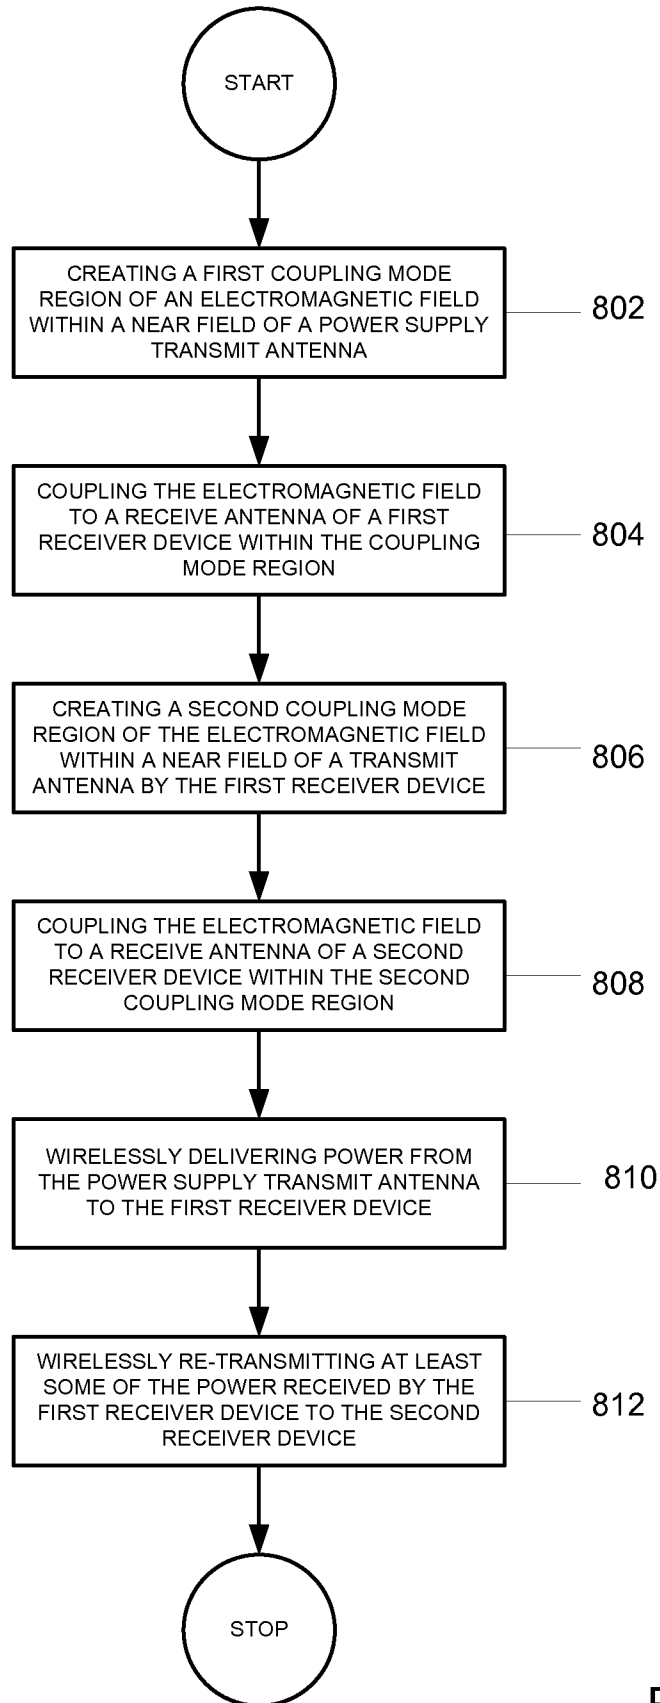 START
CREATING A FIRST COUPLING MODE
REGION OF AN ELECTROMAGNETIC FIELD
WITHIN A NEAR FIELD OF A POWER SUPPLY
TRANSMIT ANTENNA
802
COUPLING THE ELECTROMAGNETIC FIELD
TO A RECEIVE ANTENNA OF A FIRST
RECEIVER DEVICE WITHIN THE COUPLING
MODE REGION
804
CREATING A SECOND COUPLING MODE
REGION OF THE ELECTROMAGNETIC FIELD
WITHIN A NEAR FIELD OF A TRANSMIT
ANTENNA BY THE FIRST RECEIVER DEVICE
806
COUPLING THE ELECTROMAGNETIC FIELD
TO A RECEIVE ANTENNA OF A SECOND
RECEIVER DEVICE WITHIN THE SECOND
COUPLING MODE REGION
808
WIRELESSLY DELIVERING POWER FROM
THE POWER SUPPLY TRANSMIT ANTENNA
TO THE FIRST RECEIVER DEVICE
810
WIRELESSLY RE-TRANSMITTING AT LEAST
SOME OF THE POWER RECEIVED BY THE
FIRST RECEIVER DEVICE TO THE SECOND
RECEIVER DEVICE
812
STOP